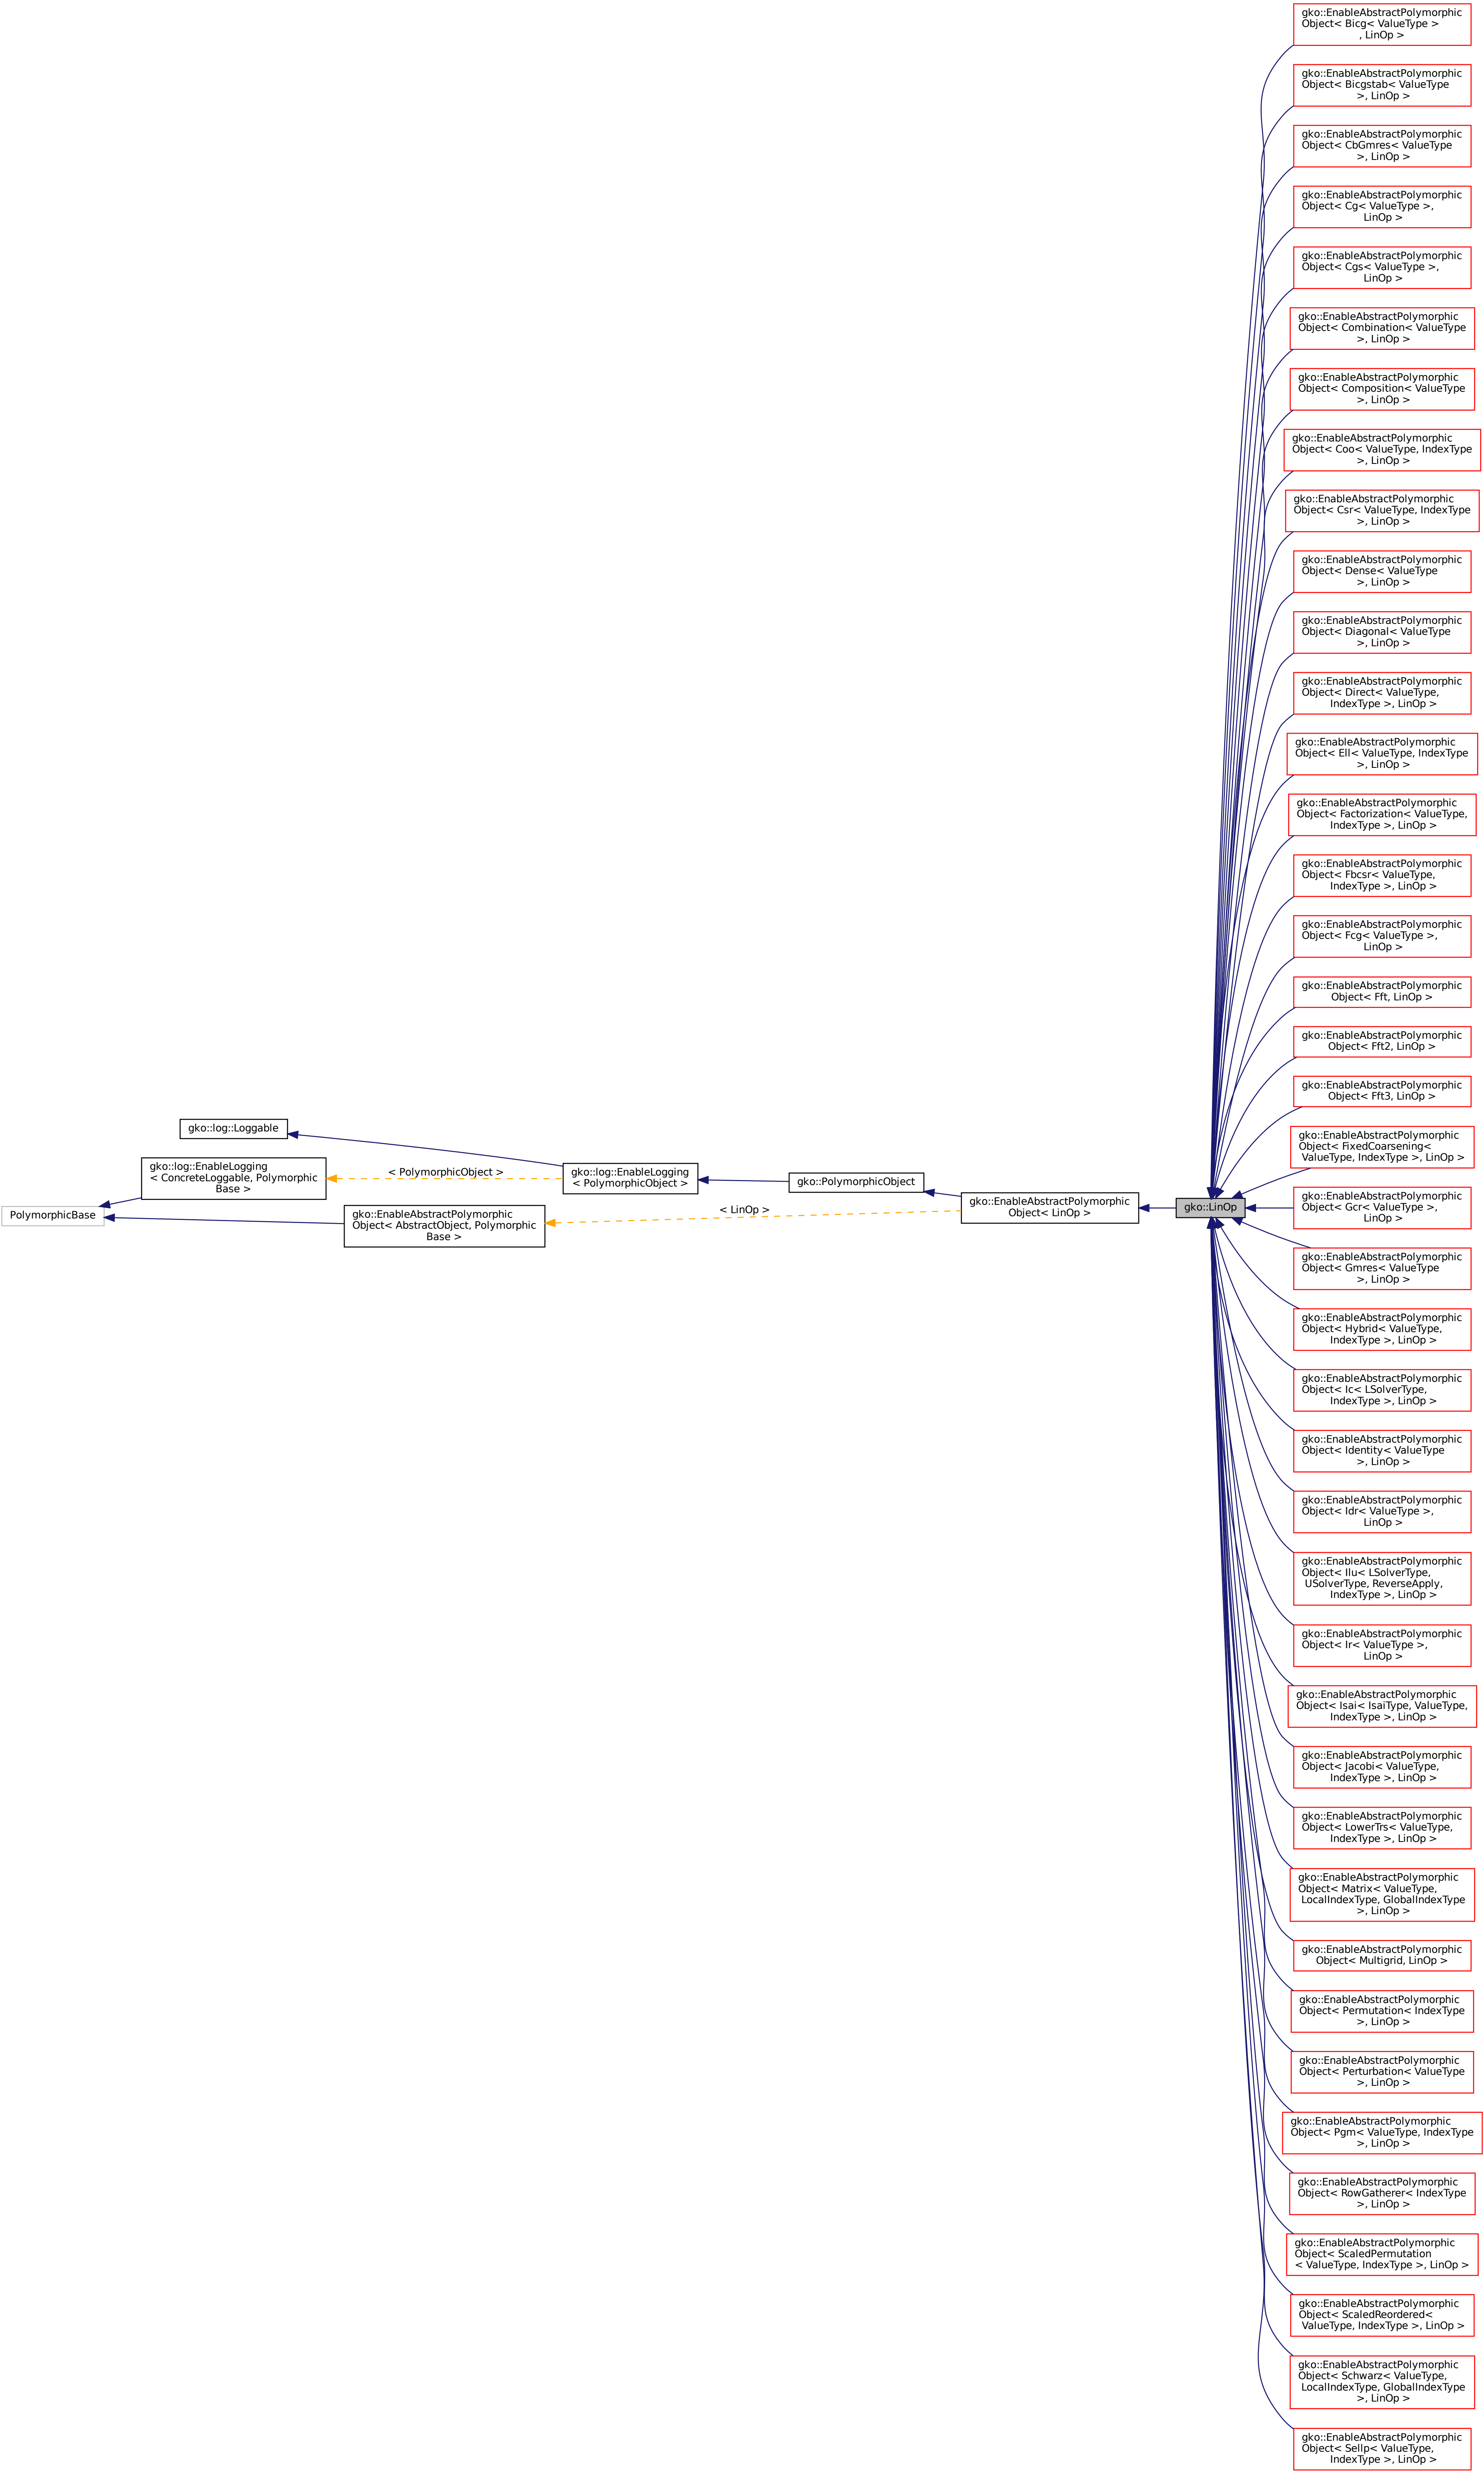 gko::EnableAbstractPolymorphic
Object< Bicg< ValueType >
, LinOp >
gko::EnableAbstractPolymorphic
Object< Bicgstab< ValueType
>, LinOp >
gko::EnableAbstractPolymorphic
Object< CbGmres< ValueType
>, LinOp >
gko::EnableAbstractPolymorphic
Object< Cg< ValueType >,
LinOp >
gko::EnableAbstractPolymorphic
Object< Cgs< ValueType >,
LinOp >
gko::EnableAbstractPolymorphic
Object< Combination< ValueType
>, LinOp >
gko::EnableAbstractPolymorphic
Object< Composition< ValueType
>, LinOp >
gko::EnableAbstractPolymorphic
Object< Coo< ValueType, IndexType
>, LinOp >
gko::EnableAbstractPolymorphic
Object< Csr< ValueType, IndexType
>, LinOp >
gko::EnableAbstractPolymorphic
Object< Dense< ValueType
>, LinOp >
gko::EnableAbstractPolymorphic
Object< Diagonal< ValueType
>, LinOp >
gko::EnableAbstractPolymorphic
Object< Direct< ValueType,
IndexType >, LinOp >
gko::EnableAbstractPolymorphic
Object< Ell< ValueType, IndexType
>, LinOp >
gko::EnableAbstractPolymorphic
Object< Factorization< ValueType,
IndexType >, LinOp >
gko::EnableAbstractPolymorphic
Object< Fbcsr< ValueType,
IndexType >, LinOp >
gko::EnableAbstractPolymorphic
Object< Fcg< ValueType >,
LinOp >
gko::EnableAbstractPolymorphic
Object< Fft, LinOp >
gko::EnableAbstractPolymorphic
Object< Fft2, LinOp >
gko::EnableAbstractPolymorphic
Object< Fft3, LinOp >
gko::log::Loggable
gko::log::EnableLogging
< ConcreteLoggable, Polymorphic
Base >
< PolymorphicObject >
gko::log::EnableLogging
< PolymorphicObject >
gko::PolymorphicObject
PolymorphicBase
gko::EnableAbstractPolymorphic
Object< AbstractObject, Polymorphic
Base >
< LinOp >
gko::EnableAbstractPolymorphic
Object< LinOp >
gko::LinOp
gko::EnableAbstractPolymorphic
Object< FixedCoarsening<
ValueType, IndexType >, LinOp >
gko::EnableAbstractPolymorphic
Object< Gcr< ValueType >,
LinOp >
gko::EnableAbstractPolymorphic
Object< Gmres< ValueType
>, LinOp >
gko::EnableAbstractPolymorphic
Object< Hybrid< ValueType,
IndexType >, LinOp >
gko::EnableAbstractPolymorphic
Object< Ic< LSolverType,
IndexType >, LinOp >
gko::EnableAbstractPolymorphic
Object< Identity< ValueType
>, LinOp >
gko::EnableAbstractPolymorphic
Object< Idr< ValueType >,
LinOp >
gko::EnableAbstractPolymorphic
Object< Ilu< LSolverType,
USolverType, ReverseApply,
IndexType >, LinOp >
gko::EnableAbstractPolymorphic
Object< Ir< ValueType >,
LinOp >
gko::EnableAbstractPolymorphic
Object< Isai< IsaiType, ValueType,
IndexType >, LinOp >
gko::EnableAbstractPolymorphic
Object< Jacobi< ValueType,
IndexType >, LinOp >
gko::EnableAbstractPolymorphic
Object< LowerTrs< ValueType,
IndexType >, LinOp >
gko::EnableAbstractPolymorphic
Object< Matrix< ValueType,
LocalIndexType, GlobalIndexType
>, LinOp >
gko::EnableAbstractPolymorphic
Object< Multigrid, LinOp >
gko::EnableAbstractPolymorphic
Object< Permutation< IndexType
>, LinOp >
gko::EnableAbstractPolymorphic
Object< Perturbation< ValueType
>, LinOp >
gko::EnableAbstractPolymorphic
Object< Pgm< ValueType, IndexType
>, LinOp >
gko::EnableAbstractPolymorphic
Object< RowGatherer< IndexType
>, LinOp >
gko::EnableAbstractPolymorphic
Object< ScaledPermutation
< ValueType, IndexType >, LinOp >
gko::EnableAbstractPolymorphic
Object< ScaledReordered<
ValueType, IndexType >, LinOp >
gko::EnableAbstractPolymorphic
Object< Schwarz< ValueType,
LocalIndexType, GlobalIndexType
>, LinOp >
gko::EnableAbstractPolymorphic
Object< Sellp< ValueType,
IndexType >, LinOp >